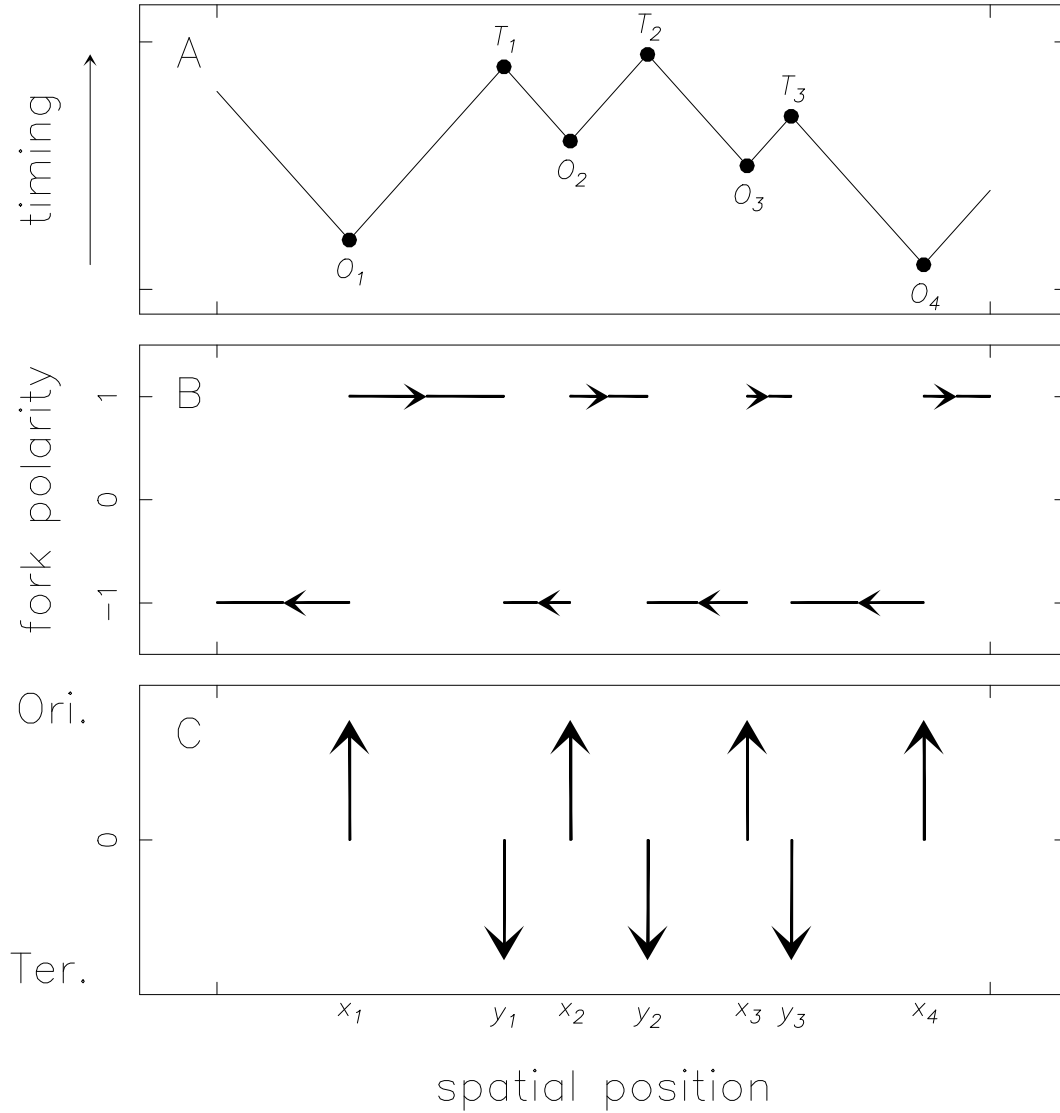 A
timing
T1
T2
T3
O1
O2
O3
O4
B
fork polarity
1
0
−1
C
Ori.
0
Ter.
x1 y1 x2 y2 x3 y3 x4
spatial position